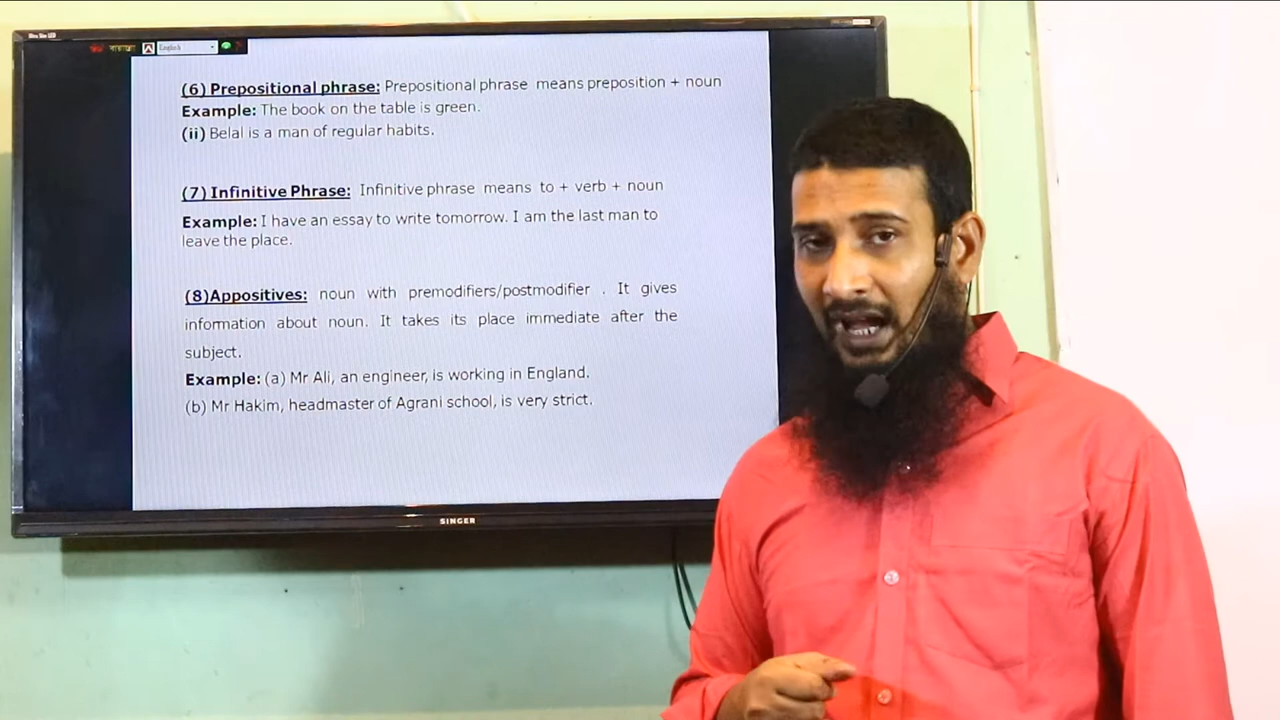 বায়ান্না English
(6) Prepositional phrase: Prepositional phrase means preposition + noun
Example: The book on the table is green.
(ii) Belal is a man of regular habits.
(7) Infinitive Phrase: Infinitive phrase means to + verb + noun
Example: I have an essay to write tomorrow. I am the last man to
leave the place.
(8)Appositives: noun with premodifiers/postmodifier . It gives
information about noun. It takes its place immediate after the
subject.
Example: (a) Mr Ali, an engineer, is working in England.
(b) Mr Hakim, headmaster of Agrani school, is very strict.
SINGER